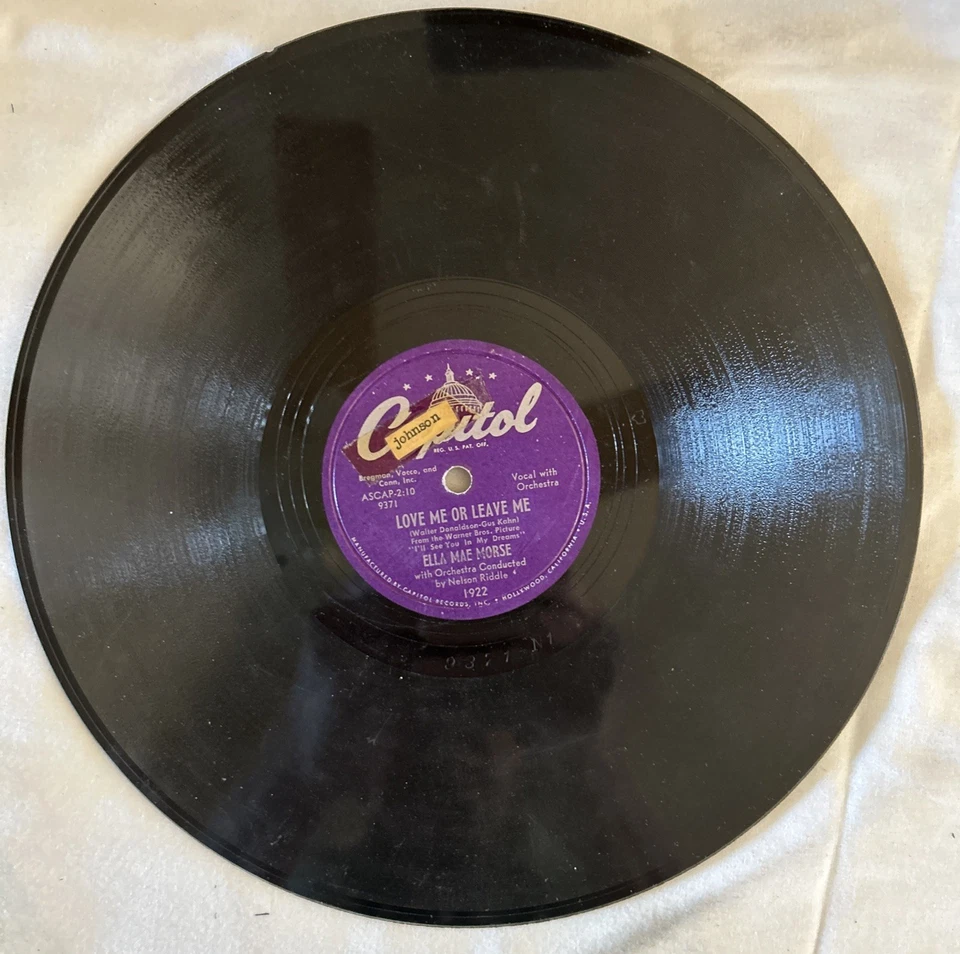 Capitol
johnson
REG. U.S. PAT. OFF.
Bregman, Vocco, and
Conn, Inc.
ASCAP-2:10
9371
Vocal with
Orchestra
LOVE ME OR LEAVE ME
(Walter Donaldson-Gus Kahn)
From the Warner Bros. Picture
"I'll See You In My Dreams"
ELLA MAE MORSE
with Orchestra Conducted
by Nelson Riddle
1922
MANUFACTURED BY CAPITOL RECORDS, INC • HOLLYWOOD, CALIFORNIA • U.S.A.